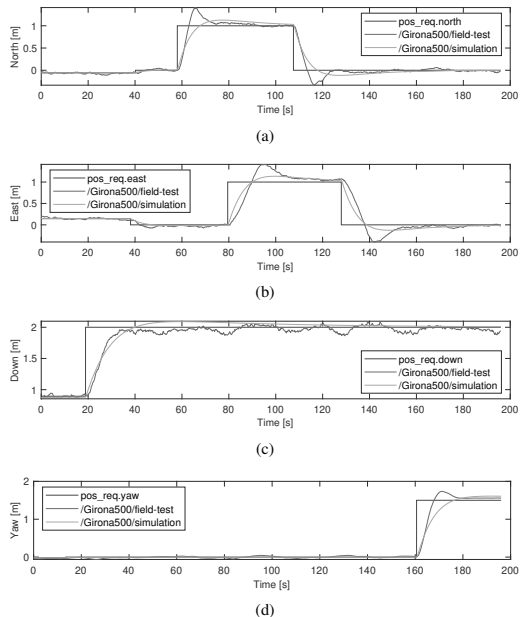 North [m]
1
0.5
0
pos_req.north
/Girona500/field-test
/Girona500/simulation
0 20 40 60 80 100 120 140 160 180 200
Time [s]
(a)
East [m]
1
0.5
0
pos_req.east
/Girona500/field-test
/Girona500/simulation
0 20 40 60 80 100 120 140 160 180 200
Time [s]
(b)
Down [m]
2
1.5
1
pos_req.down
/Girona500/field-test
/Girona500/simulation
0 20 40 60 80 100 120 140 160 180 200
Time [s]
(c)
Yaw [m]
2
1
0
pos_req.yaw
/Girona500/field-test
/Girona500/simulation
0 20 40 60 80 100 120 140 160 180 200
Time [s]
(d)